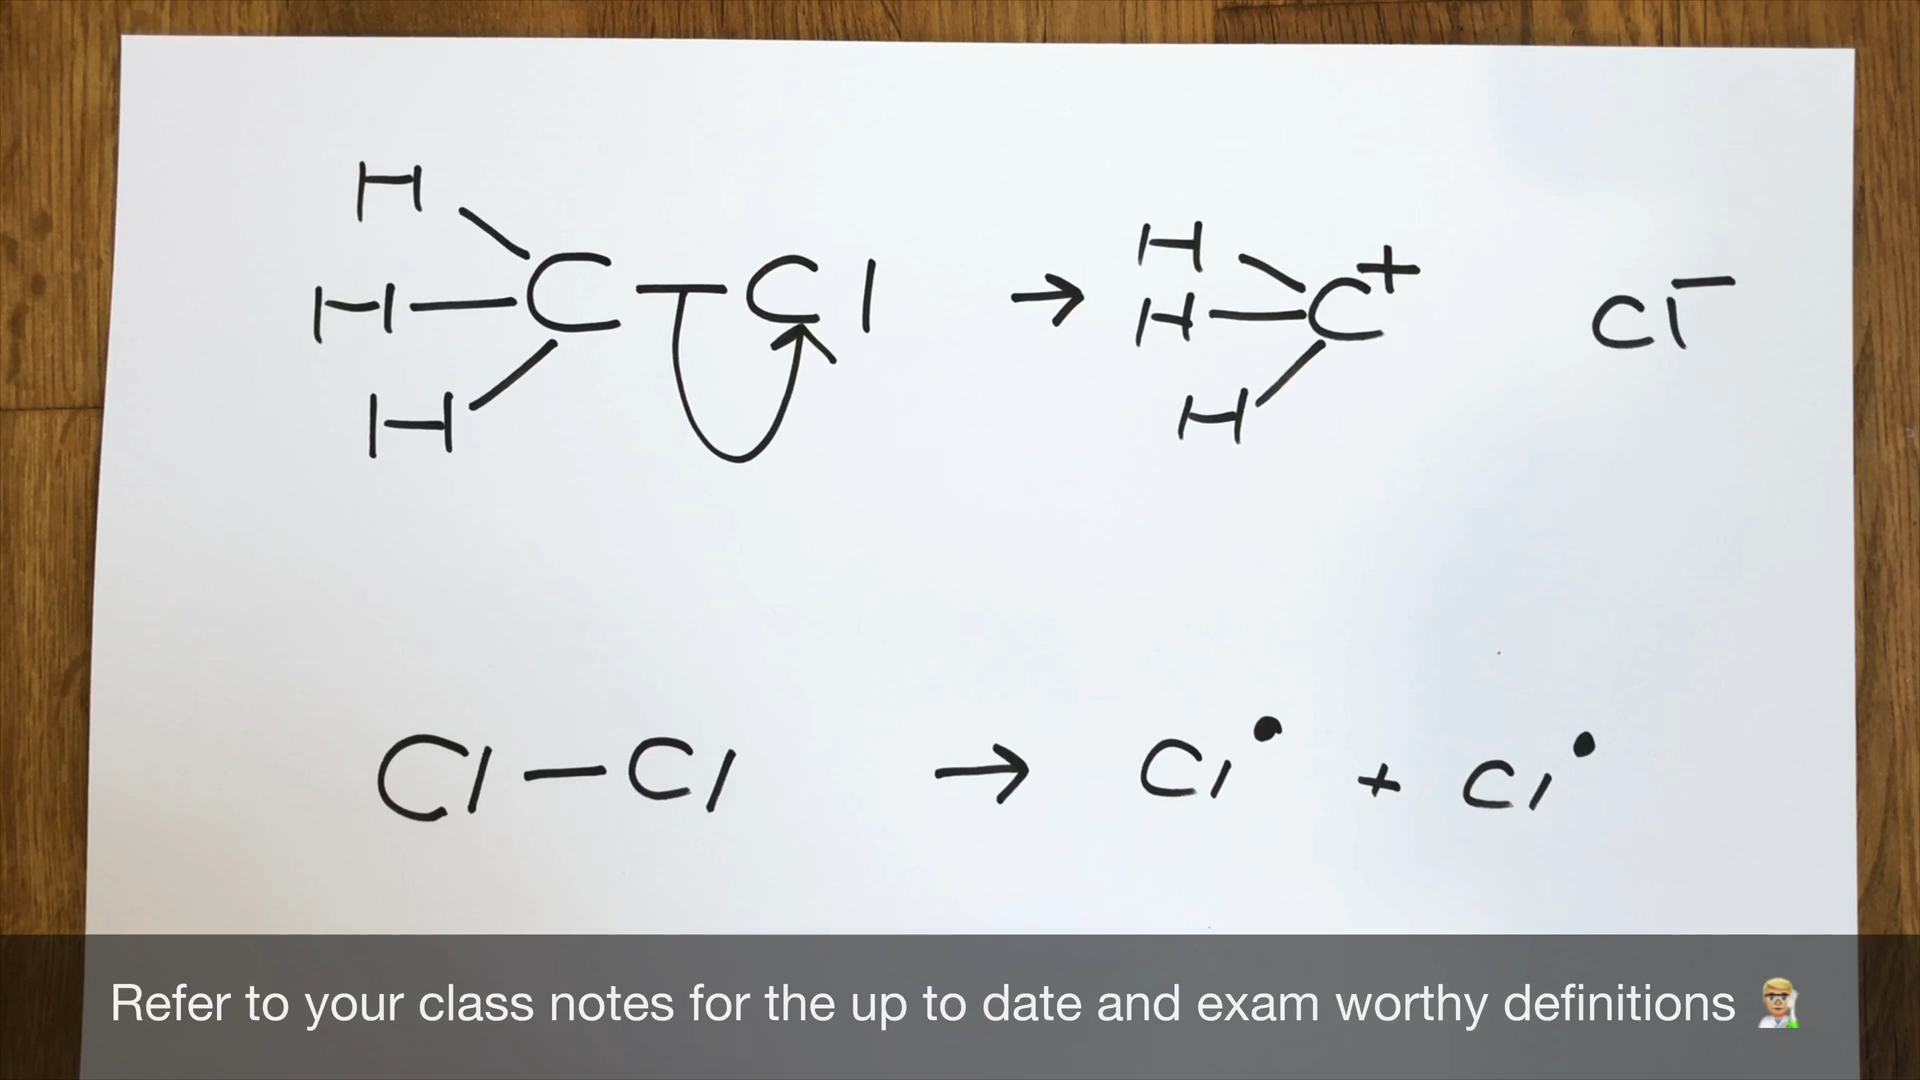 H
H — C — Cl → H — C⁺ Cl⁻
H
H
H
Cl — Cl → Cl• + Cl•
Refer to your class notes for the up to date and exam worthy definitions 👨🏼‍🔬